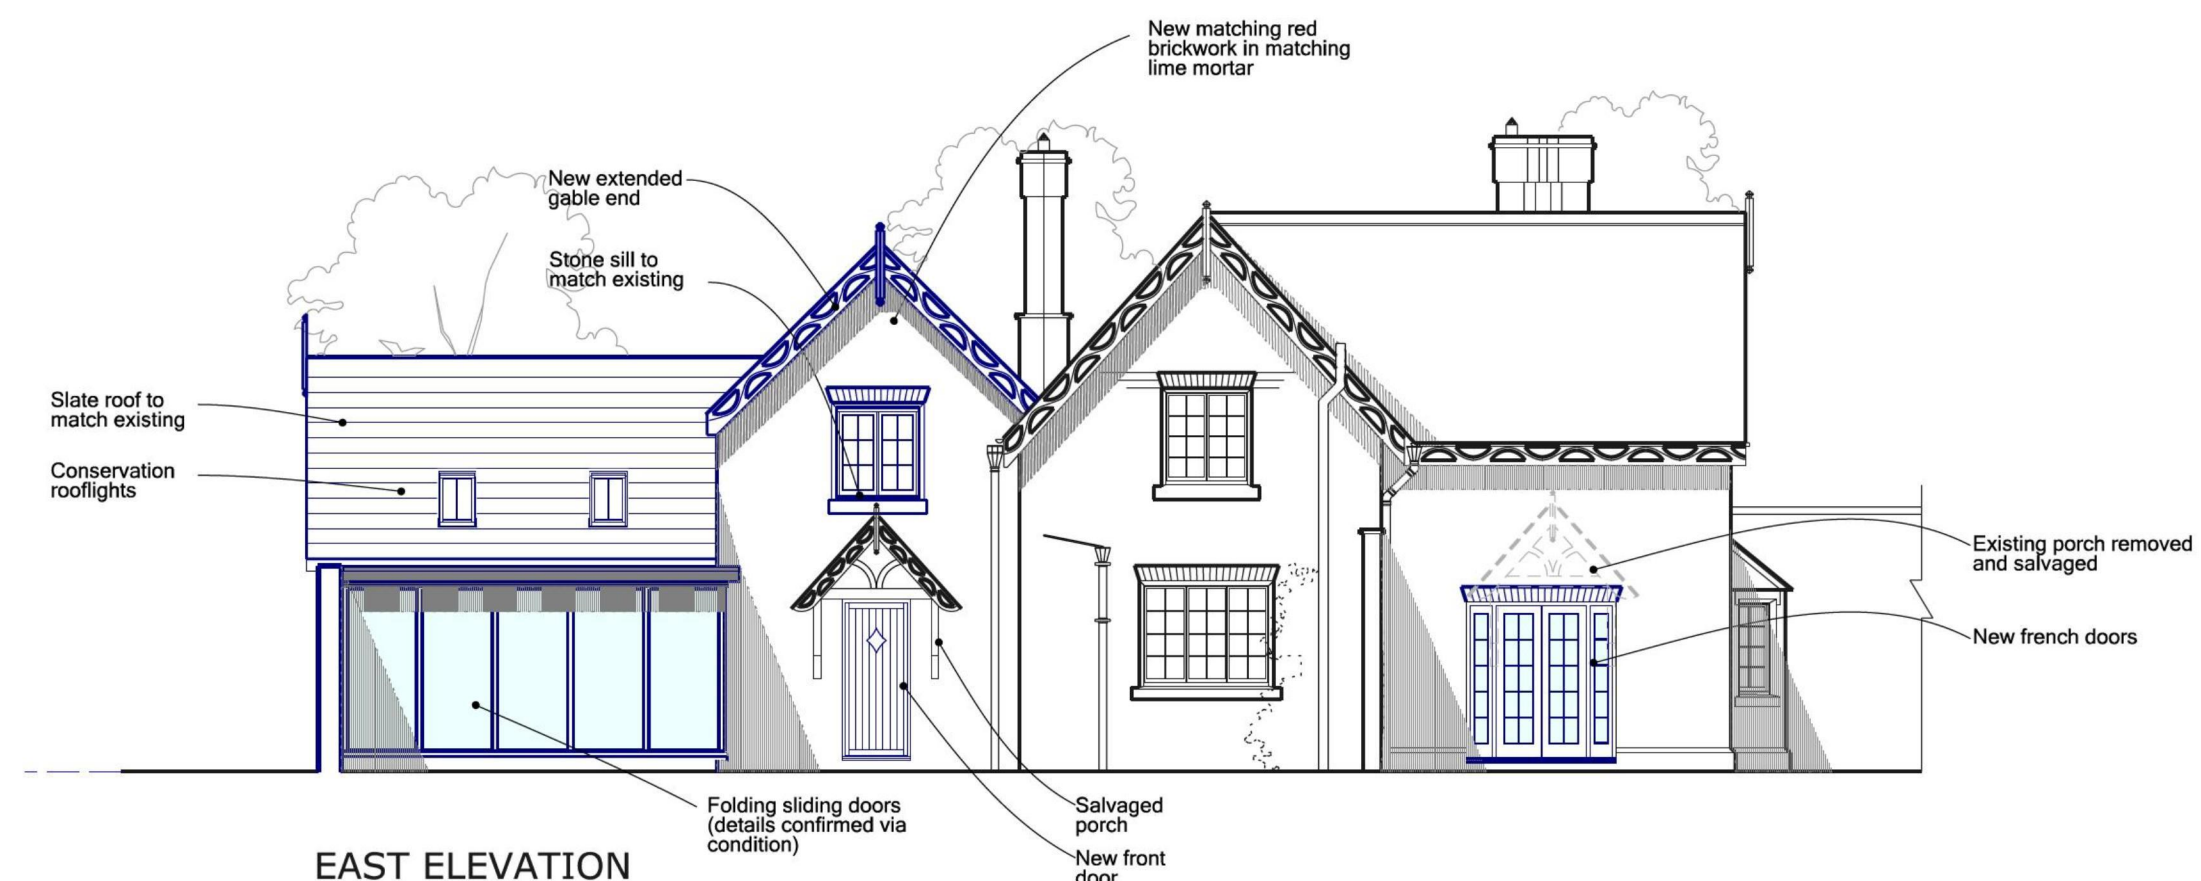 New matching red
brickwork in matching
lime mortar
New extended
gable end
Stone sill to
match existing
Slate roof to
match existing
Conservation
rooflights
Existing porch removed
and salvaged
New french doors
Folding sliding doors
(details confirmed via
condition)
Salvaged
porch
New front
door
EAST ELEVATION